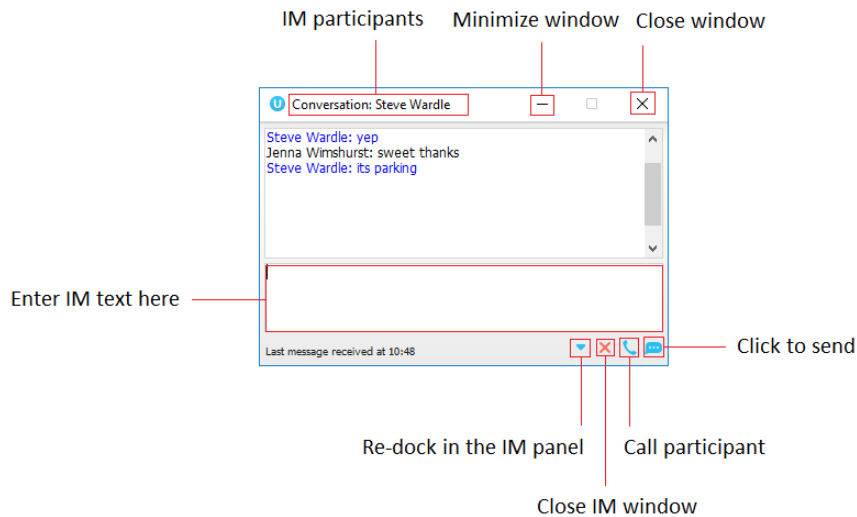 IM participants Minimize window Close window
U Conversation: Steve Wardle
Steve Wardle: yep
Jenna Wimshurst: sweet thanks
Steve Wardle: its parking
Enter IM text here
Last message received at 10:48
Click to send
Re-dock in the IM panel Call participant
Close IM window